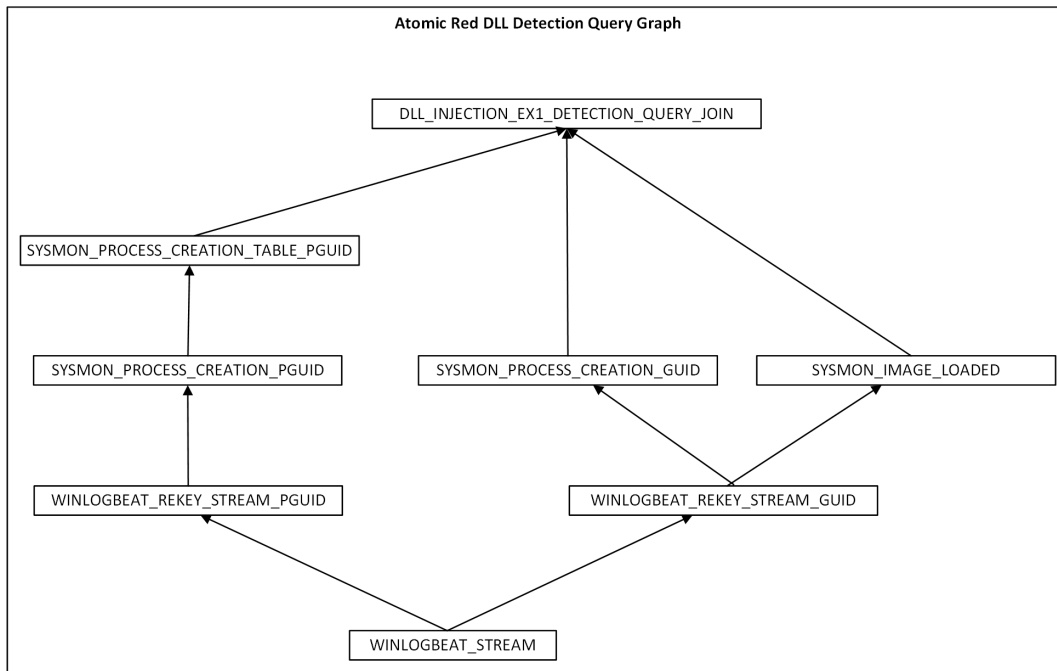 Atomic Red DLL Detection Query Graph
DLL_INJECTION_EX1_DETECTION_QUERY_JOIN
SYSMON_PROCESS_CREATION_TABLE_PGUID
SYSMON_PROCESS_CREATION_PGUID
SYSMON_PROCESS_CREATION_GUID
SYSMON_IMAGE_LOADED
WINLOGBEAT_REKEY_STREAM_PGUID
WINLOGBEAT_REKEY_STREAM_GUID
WINLOGBEAT_STREAM